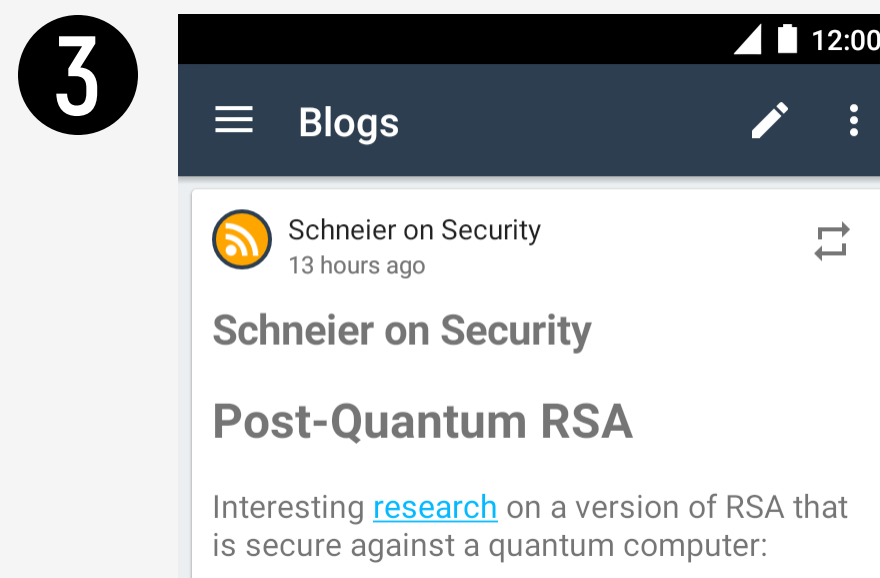 3
12:00
Blogs
Schneier on Security
13 hours ago
Schneier on Security
Post-Quantum RSA
Interesting research on a version of RSA that
is secure against a quantum computer: